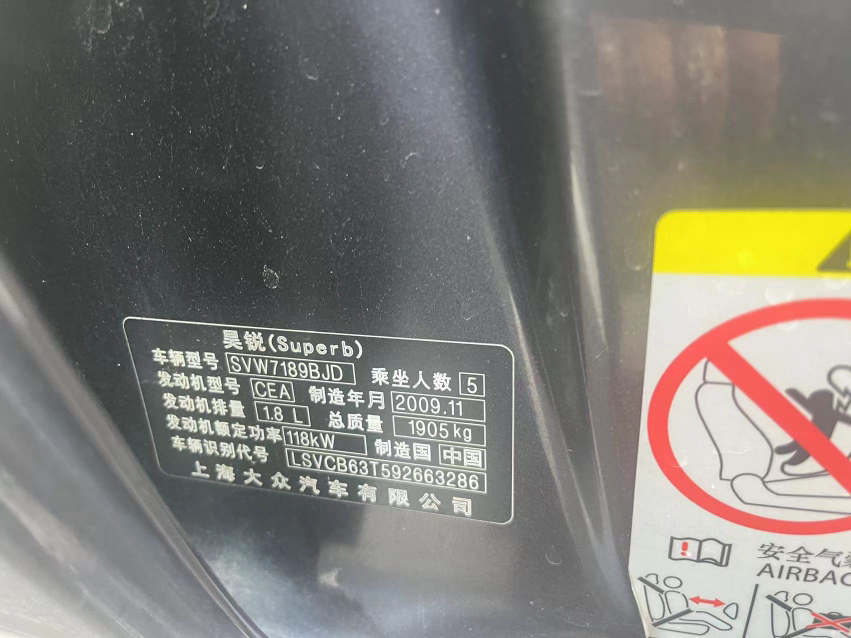 昊锐(Superb)
车辆型号 SVW7189BJD 乘坐人数 5
发动机型号 CEA 制造年月 2009.11
发动机排量 1.8 L 总质量 1905 kg
发动机额定功率 118kW 制造国 中国
车辆识别代号 LSVCB63T592663286
上海大众汽车有限公司
安全气
AIRBAG